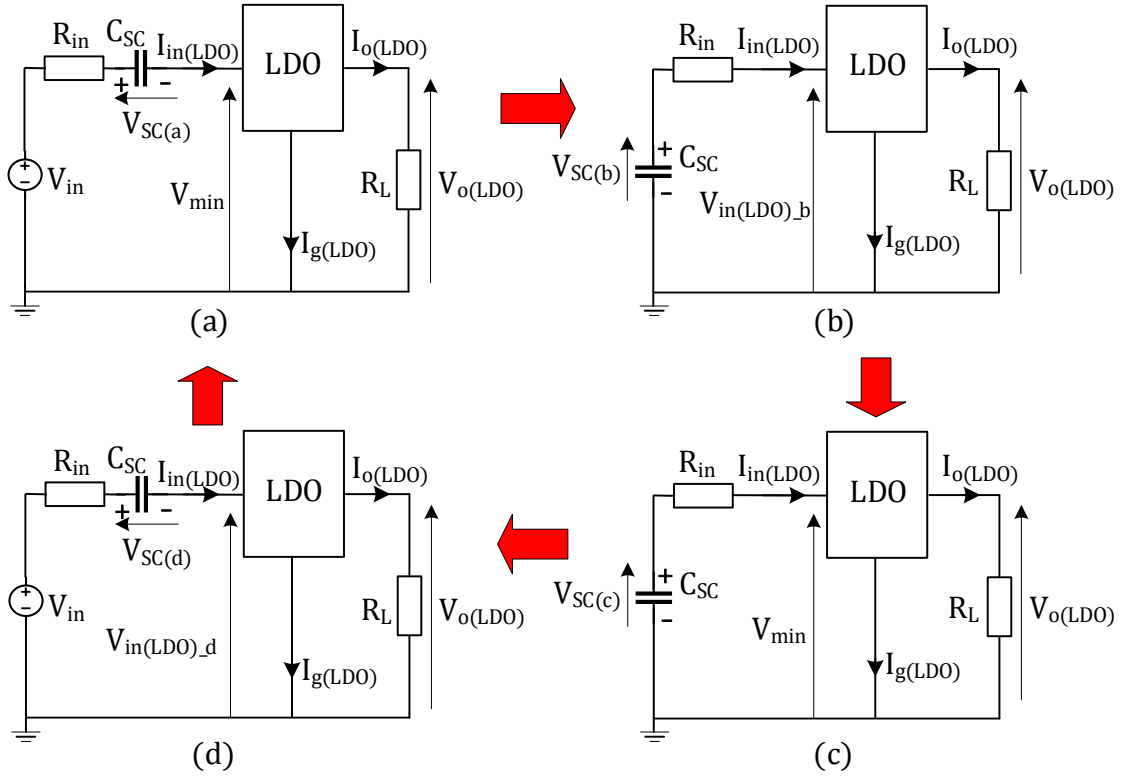 R_in
C_SC
I_in(LDO)
LDO
I_o(LDO)
+ -
V_SC(a)
+
-
V_in
V_min
R_L
V_o(LDO)
I_g(LDO)
(a)
R_in
I_in(LDO)
LDO
I_o(LDO)
V_SC(b)
+
-
C_SC
V_in(LDO)_b
R_L
V_o(LDO)
I_g(LDO)
(b)
R_in
C_SC
I_in(LDO)
LDO
I_o(LDO)
+ -
V_SC(d)
+
-
V_in
V_in(LDO)_d
R_L
V_o(LDO)
I_g(LDO)
(d)
R_in
I_in(LDO)
LDO
I_o(LDO)
V_SC(c)
+
-
C_SC
V_min
R_L
V_o(LDO)
I_g(LDO)
(c)